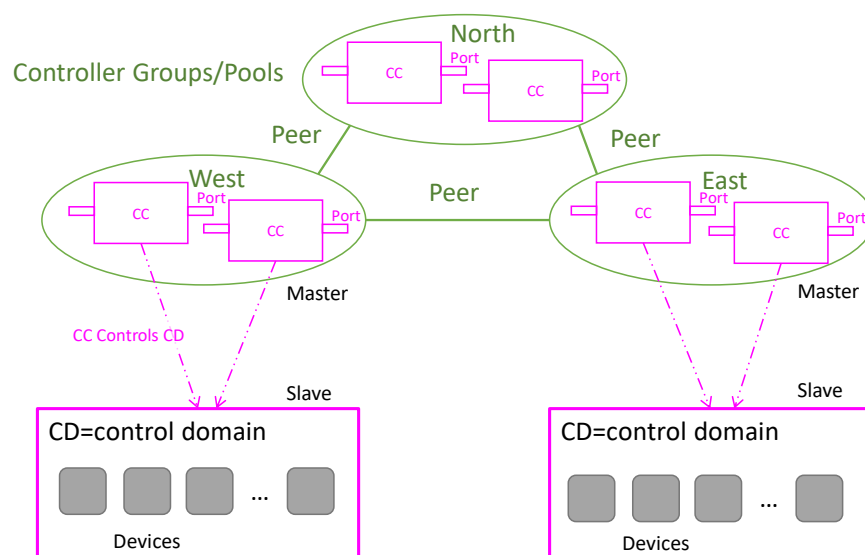 North
Controller Groups/Pools
CC
Port
CC
Port
Peer
Peer
West
Peer
East
CC
Port
CC
Port
CC
Port
CC
Port
Master
Master
CC Controls CD
Slave
Slave
CD=control domain
CD=control domain
...
...
Devices
Devices